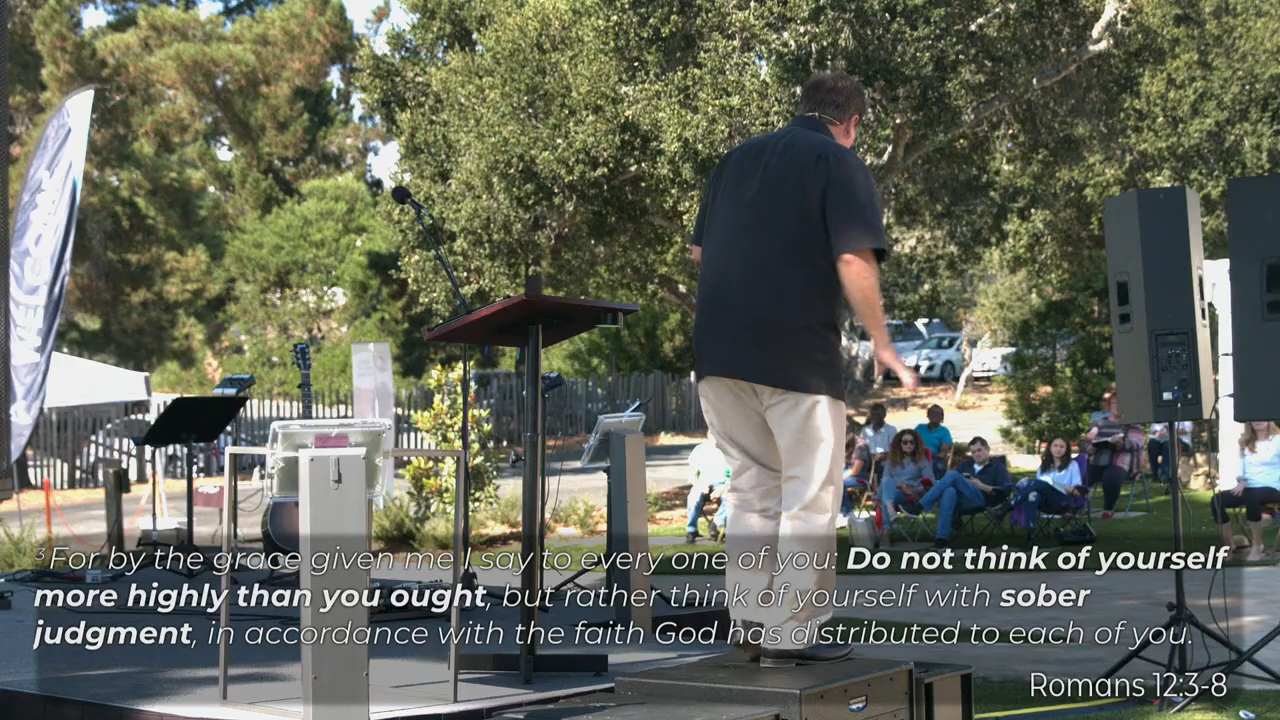 ³For by the grace given me I say to every one of you: Do not think of yourself
more highly than you ought, but rather think of yourself with sober
judgment, in accordance with the faith God has distributed to each of you.
Romans 12:3-8